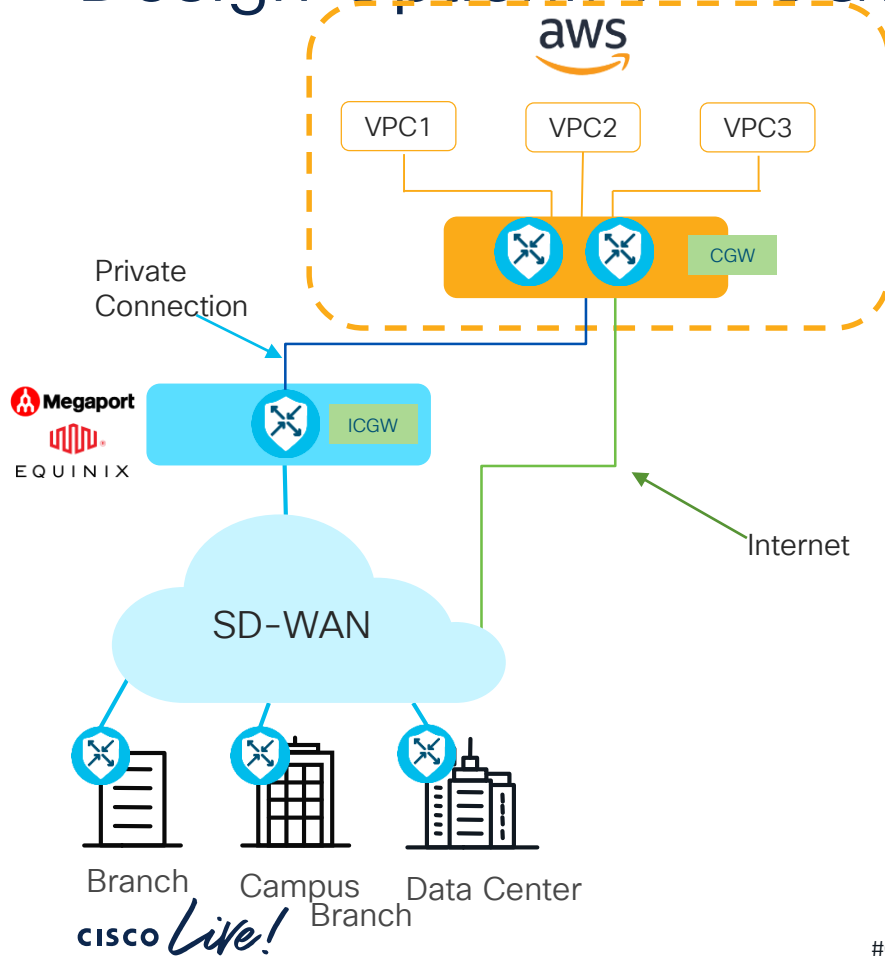 aws
VPC1
VPC2
VPC3
CGW
Private
Connection
Megaport
EQUINIX
ICGW
Internet
SD-WAN
Branch
Campus
Branch
Data Center
CISCO Live!
#